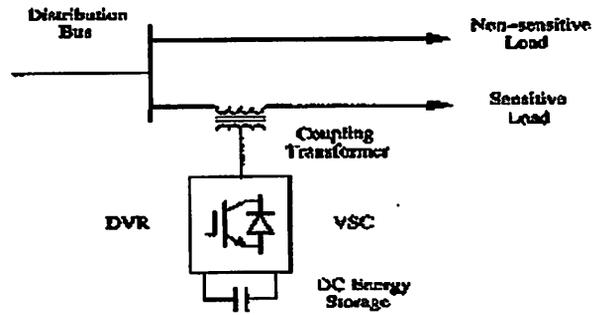 Distribution
Bus
Non-sensitive
Load
Sensitive
Load
Coupling
Transformer
DVR
VSC
DC Energy
Storage